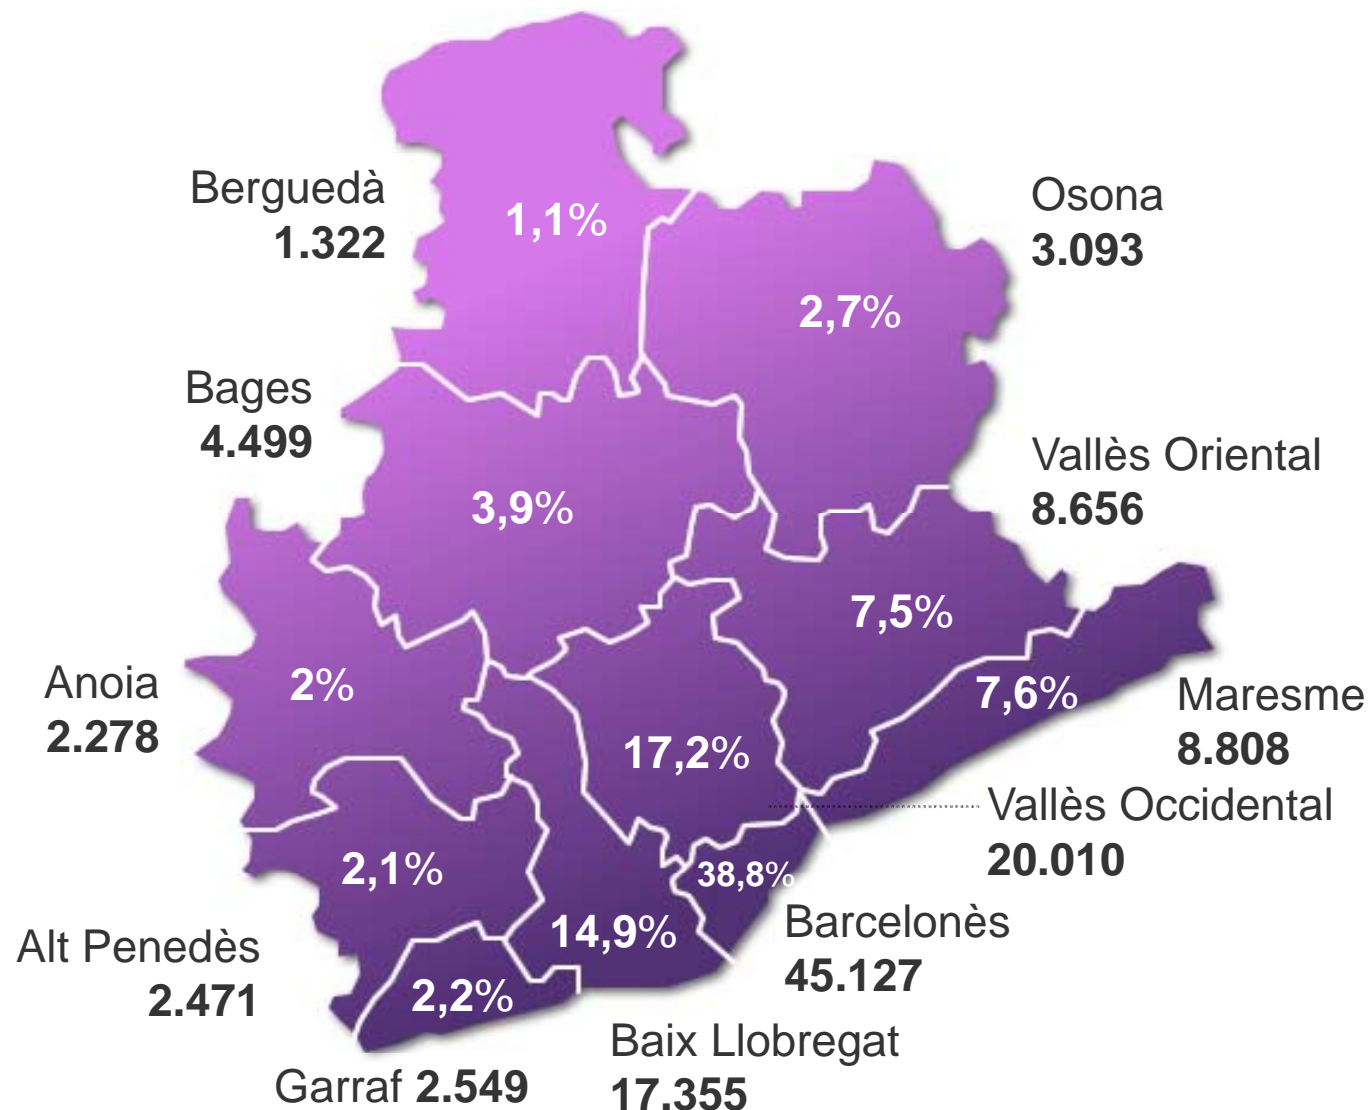 Berguedà
1.322
1,1%
Osona
3.093
2,7%
Bages
4.499
3,9%
Vallès Oriental
8.656
7,5%
Anoia
2.278
2%
7,6%
Maresme
8.808
17,2%
Vallès Occidental
20.010
2,1%
38,8%
Alt Penedès
2.471
14,9%
Barcelonès
45.127
2,2%
Baix Llobregat
17.355
Garraf 2.549